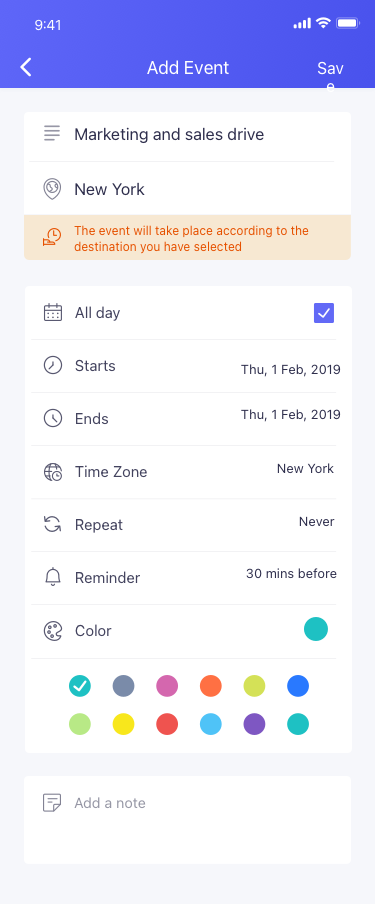 9:41
Add Event
Sav
e
Marketing and sales drive
New York
The event will take place according to the
destination you have selected
All day
Starts
Thu, 1 Feb, 2019
Ends
Thu, 1 Feb, 2019
Time Zone
New York
Repeat
Never
Reminder
30 mins before
Color
Add a note